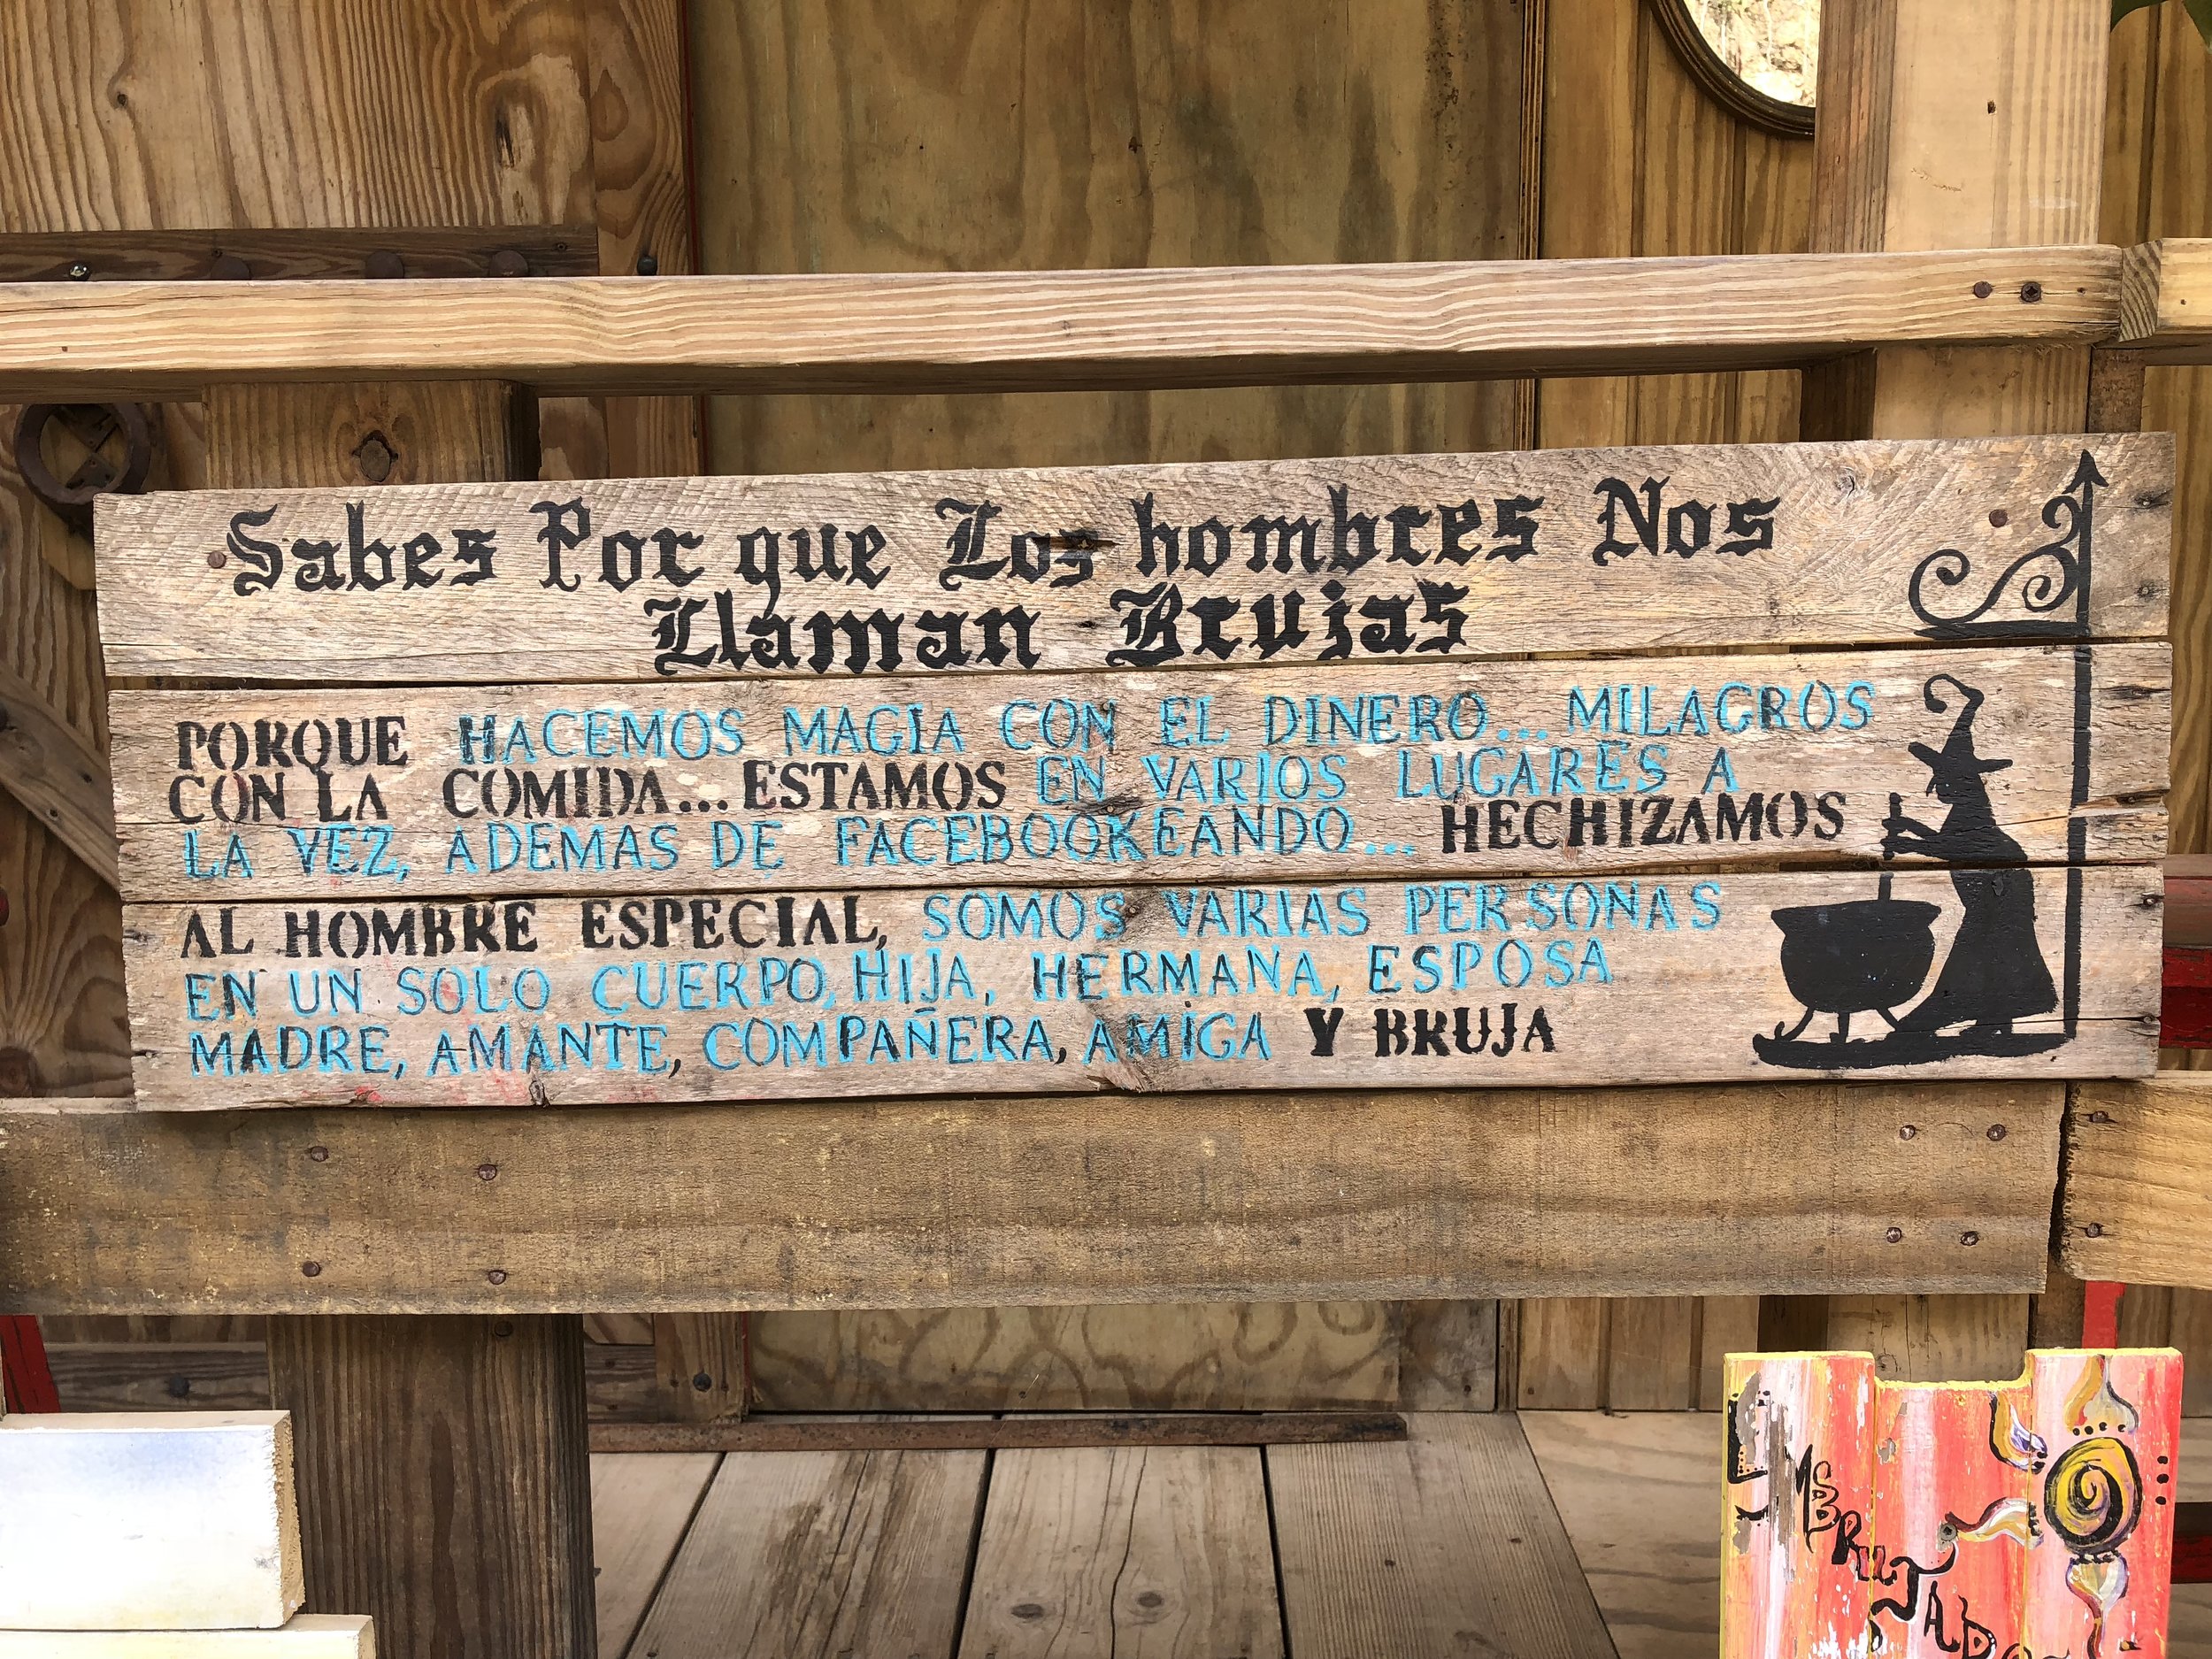 Sabes Por que Los hombres Nos
Llaman Brujas
PORQUE HACEMOS MAGIA CON EL DINERO... MILAGROS
CON LA COMIDA... ESTAMOS EN VARIOS LUGARES A
LA VEZ, ADEMAS DE FACEBOOKEANDO... HECHIZAMOS
AL HOMBRE ESPECIAL, SOMOS VARIAS PERSONAS
EN UN SOLO CUERPO, HIJA, HERMANA, ESPOSA
MADRE, AMANTE, COMPAÑERA, AMIGA Y BRUJA